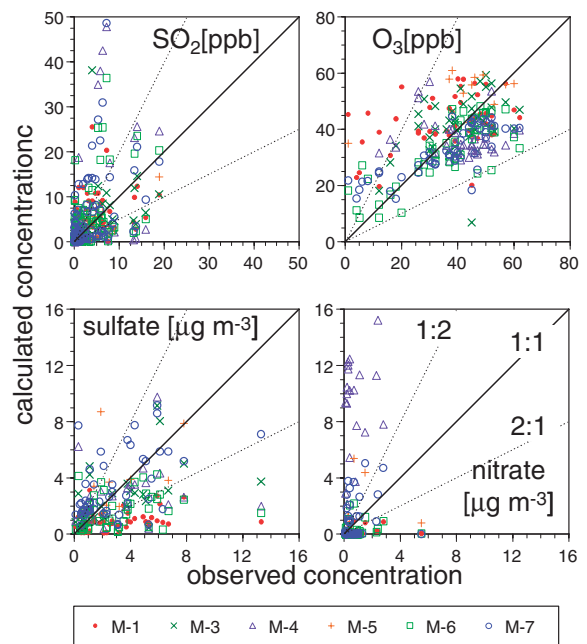 SO2[ppb]
O3[ppb]
50
40
30
20
10
0
0 10 20 30 40 50
80
60
40
20
0
0 20 40 60 80
calculated concentrationc
sulfate [μg m-3]
16
12
8
4
0
0 4 8 12 16
16
12
8
4
0
0 4 8 12 16
1:2
1:1
2:1
nitrate
[μg m-3]
observed concentration
M-1 M-3 M-4 M-5 M-6 M-7